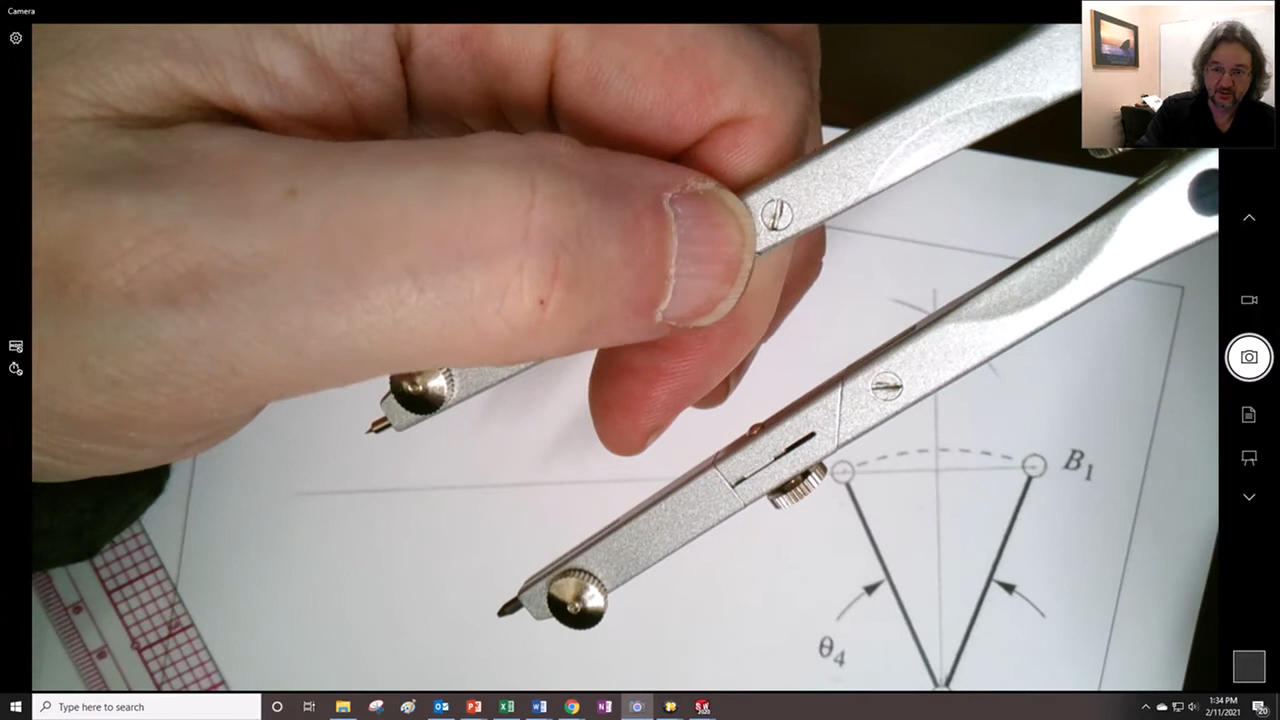 Camera
B1
θ4
Type here to search
1:34 PM
2/11/2021
20